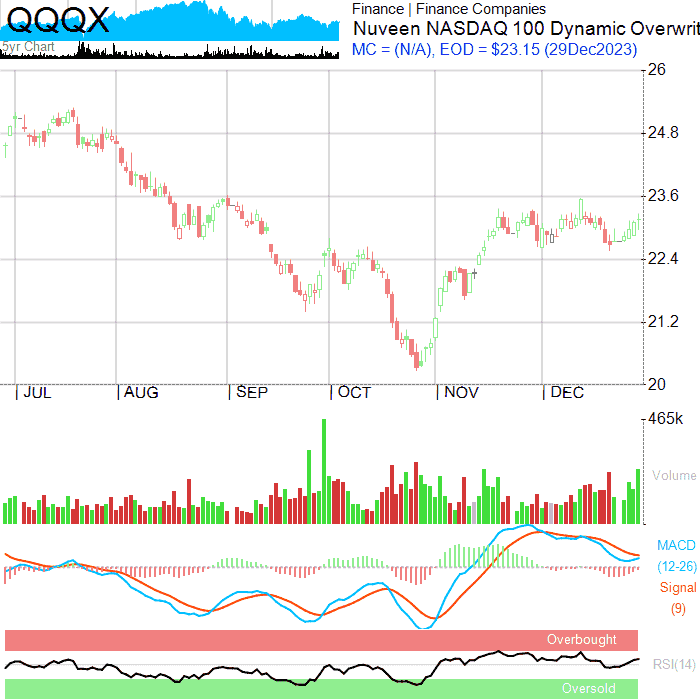 QQQX
5yr Chart
Finance | Finance Companies
Nuveen NASDAQ 100 Dynamic Overwrit
MC = (N/A), EOD = $23.15 (29Dec2023)
26
24.8
23.6
22.4
21.2
20
| JUL | AUG | SEP | OCT | NOV | DEC
465k
Volume
MACD
(12-26)
Signal
(9)
Overbought
RSI(14)
Oversold